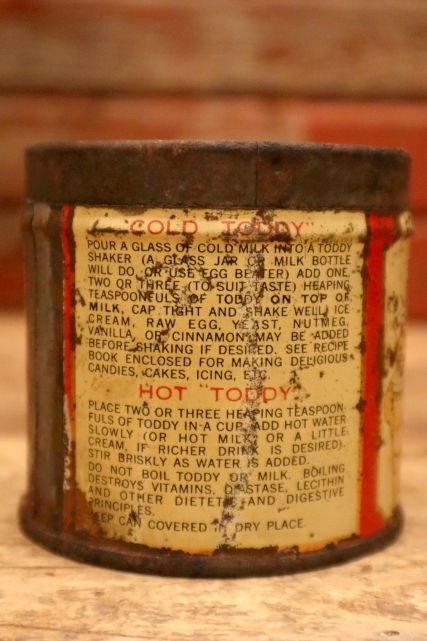 "COLD TODDY"
POUR A GLASS OF COLD MILK INTO A TODDY
SHAKER (A GLASS JAR OR MILK BOTTLE
WILL DO, OR USE EGG BEATER) ADD ONE,
TWO OR THREE, (TO SUIT TASTE) HEAPING
TEASPOONFULS OF TODDY ON TOP OF
MILK, CAP TIGHT AND SHAKE WELL. ICE
CREAM, RAW EGG, YEAST, NUTMEG,
VANILLA, OR CINNAMON MAY BE ADDED
BEFORE SHAKING IF DESIRED. SEE RECIPE
BOOK ENCLOSED FOR MAKING DELICIOUS
CANDIES, CAKES, ICING, ETC.
HOT "TODDY"
PLACE TWO OR THREE HEAPING TEASPOON-
FULS OF TODDY IN A CUP. ADD HOT WATER
SLOWLY (OR HOT MILK OR A LITTLE
CREAM, IF RICHER DRINK IS DESIRED).
STIR BRISKLY AS WATER IS ADDED.
DO NOT BOIL TODDY OR MILK. BOILING
DESTROYS VITAMINS, DIASTASE, LECITHIN
AND OTHER DIETETIC AND DIGESTIVE
PRINCIPLES.
KEEP CAN COVERED IN DRY PLACE.